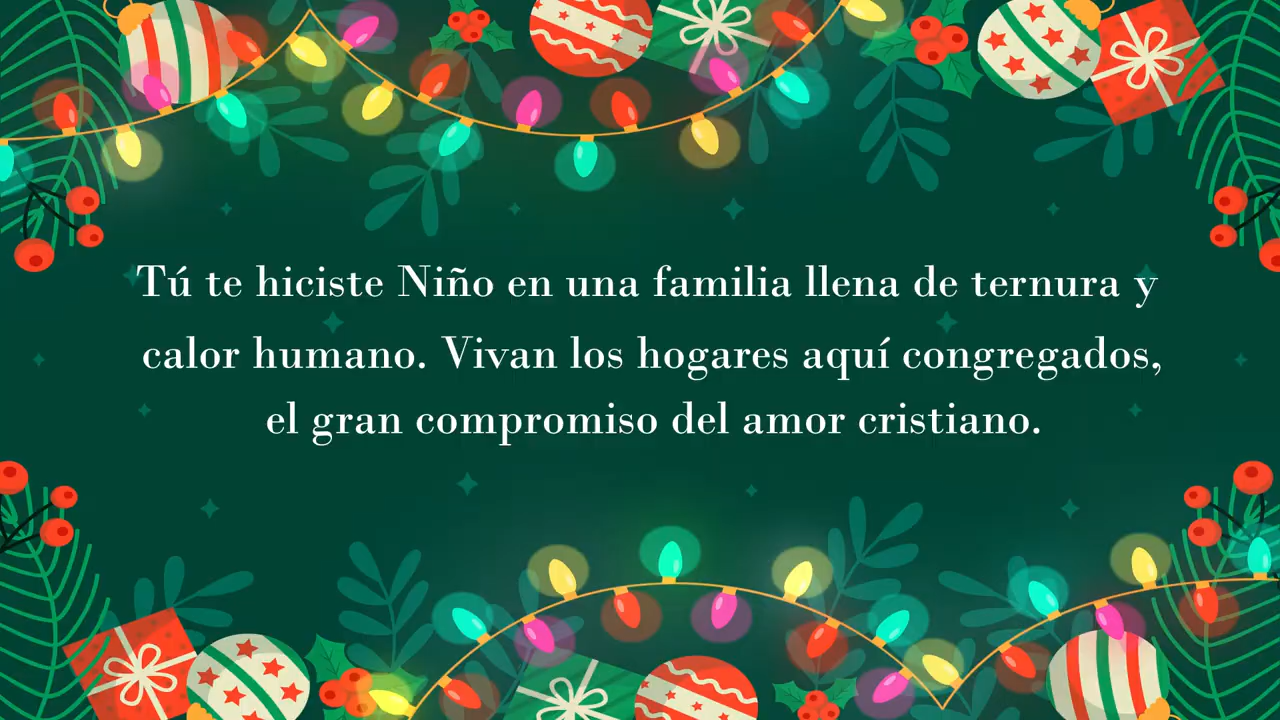 Tú te hiciste Niño en una familia llena de ternura y
calor humano. Vivan los hogares aquí congregados,
el gran compromiso del amor cristiano.